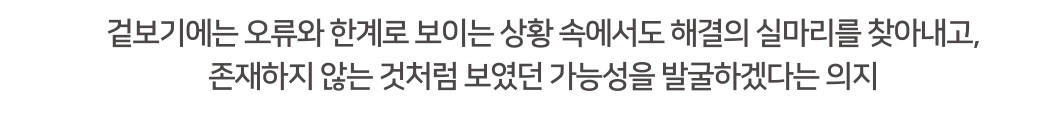 겉보기에는 오류와 한계로 보이는 상황 속에서도 해결의 실마리를 찾아내고,
존재하지 않는 것처럼 보였던 가능성을 발굴하겠다는 의지